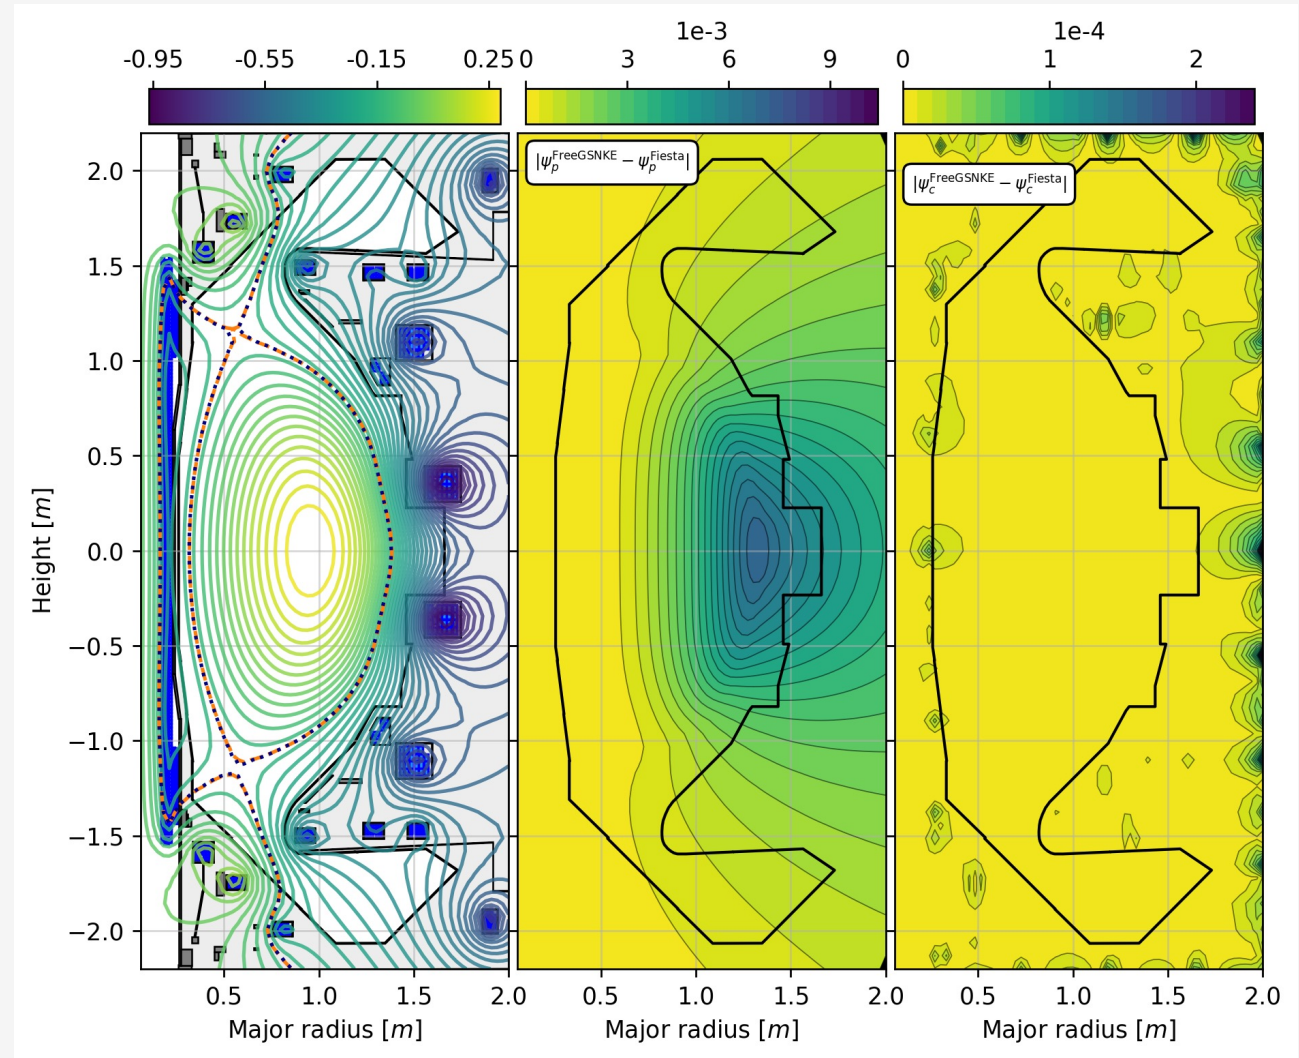 1e-3
1e-4
-0.95 -0.55 -0.15 0.25
0 3 6 9
0 1 2
|ψ_p^FreeGSNKE − ψ_p^Fiesta|
|ψ_c^FreeGSNKE − ψ_c^Fiesta|
Height [m]
2.0
1.5
1.0
0.5
0.0
−0.5
−1.0
−1.5
−2.0
0.5 1.0 1.5 2.0
0.5 1.0 1.5 2.0
0.5 1.0 1.5 2.0
Major radius [m]
Major radius [m]
Major radius [m]